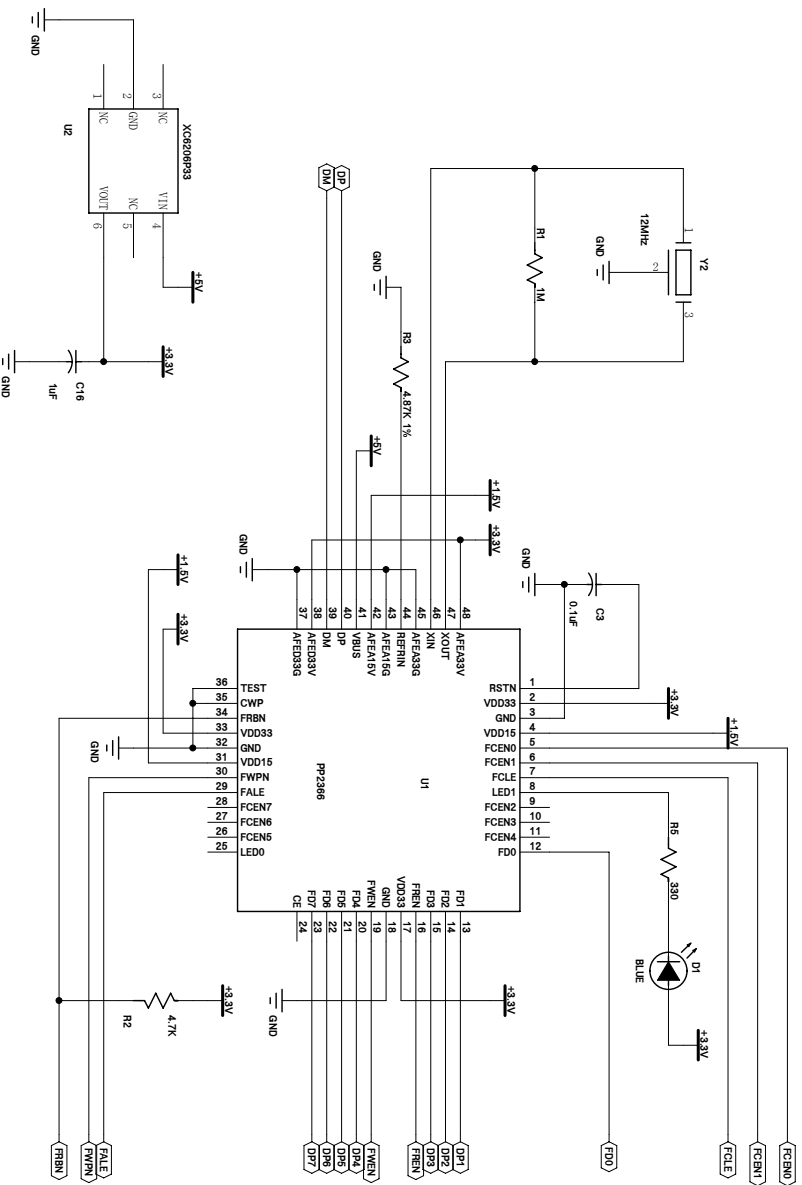 GND
1
2
3
NC
GND
NC
U2
XC6206P33
VOUT
NC
VIN
6
5
4
+5V
+3.3V
C16
1uF
GND
DM
DP
12MHz
Y2
1
2
3
GND
R1
1M
GND
R3
4.87K 1%
+5V
+1.5V
+3.3V
GND
37
38
39
40
41
42
43
44
45
46
47
48
AFED33G
AFED33V
DM
DP
VBUS
AFEA15V
AFEA15G
REFRIN
AFEA33G
XIN
XOUT
AFEA33V
GND
C3
0.1uF
+1.5V
+3.3V
36 TEST
35 CWP
34 FRBN
33 VDD33
32 GND
31 VDD15
30 FWPN
29 FALE
28 FCEN7
27 FCEN6
26 FCEN5
25 LED0
GND
PP2366
U1
RSTN 1
VDD33 2
GND 3
VDD15 4
FCEN0 5
FCEN1 6
FCLE 7
LED1 8
FCEN2 9
FCEN3 10
FCEN4 11
FD0 12
+3.3V
+1.5V
R5
330
D1
BLUE
+3.3V
CE
FD7
FD6
FD5
FD4
FWEN
GND
VDD33
FREN
FD3
FD2
FD1
24
23
22
21
20
19
18
17
16
15
14
13
+3.3V
4.7K
R2
GND
+3.3V
FRBN
FWPN
FALE
DP7
DP6
DP5
DP4
FWEN
FREN
DP3
DP2
DP1
FD0
FCLE
FCEN1
FCEN0